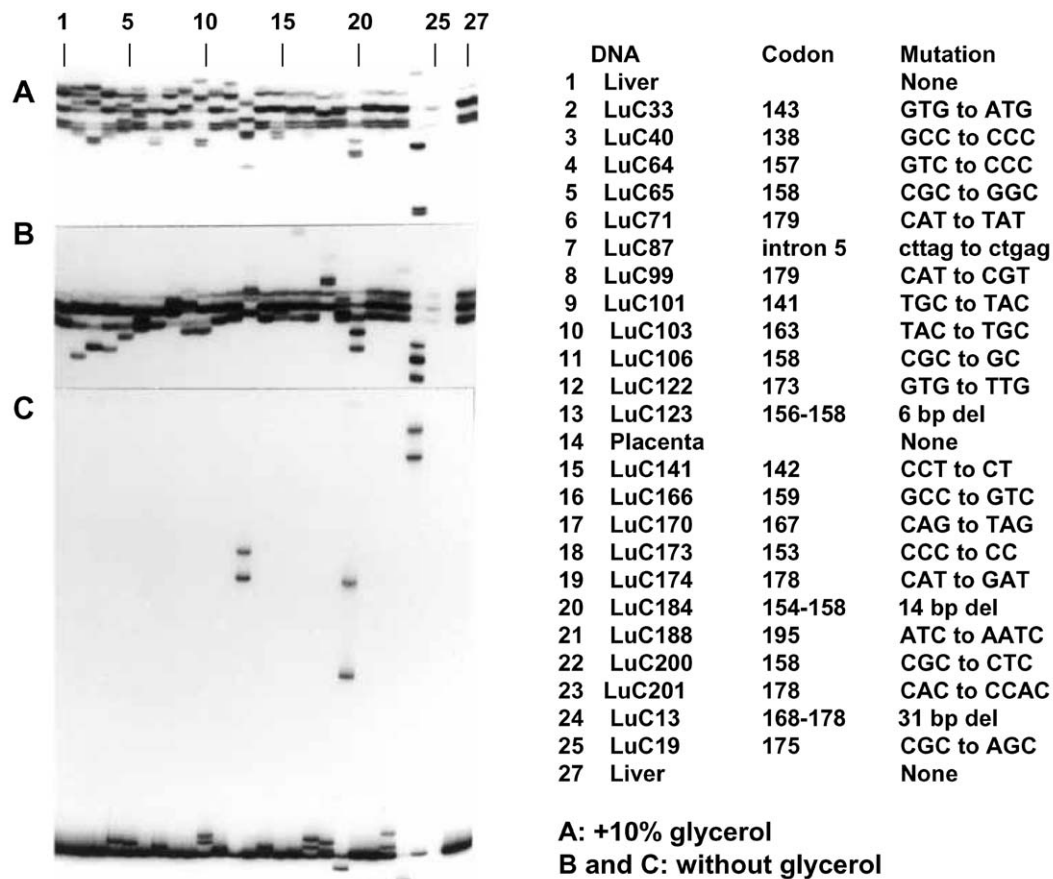 1 5 10 15 20 25 27
A
B
C
DNA Codon Mutation
1 Liver None
2 LuC33 143 GTG to ATG
3 LuC40 138 GCC to CCC
4 LuC64 157 GTC to CCC
5 LuC65 158 CGC to GGC
6 LuC71 179 CAT to TAT
7 LuC87 intron 5 cttag to ctgag
8 LuC99 179 CAT to CGT
9 LuC101 141 TGC to TAC
10 LuC103 163 TAC to TGC
11 LuC106 158 CGC to GC
12 LuC122 173 GTG to TTG
13 LuC123 156-158 6 bp del
14 Placenta None
15 LuC141 142 CCT to CT
16 LuC166 159 GCC to GTC
17 LuC170 167 CAG to TAG
18 LuC173 153 CCC to CC
19 LuC174 178 CAT to GAT
20 LuC184 154-158 14 bp del
21 LuC188 195 ATC to AATC
22 LuC200 158 CGC to CTC
23 LuC201 178 CAC to CCAC
24 LuC13 168-178 31 bp del
25 LuC19 175 CGC to AGC
27 Liver None
A: +10% glycerol
B and C: without glycerol